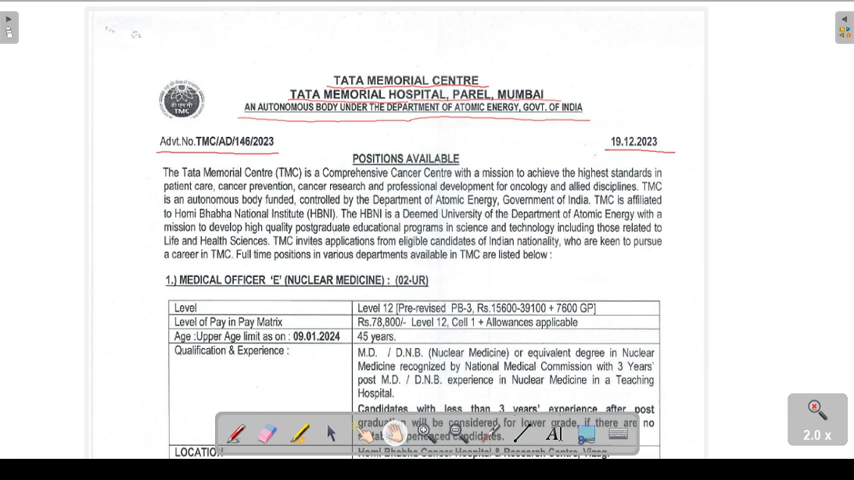 TATA MEMORIAL CENTRE
TATA MEMORIAL HOSPITAL, PAREL, MUMBAI
AN AUTONOMOUS BODY UNDER THE DEPARTMENT OF ATOMIC ENERGY, GOVT. OF INDIA
TMC
Advt.No.TMC/AD/146/2023 19.12.2023
POSITIONS AVAILABLE
The Tata Memorial Centre (TMC) is a Comprehensive Cancer Centre with a mission to achieve the highest standards in
patient care, cancer prevention, cancer research and professional development for oncology and allied disciplines. TMC
is an autonomous body funded, controlled by the Department of Atomic Energy, Government of India. TMC is affiliated
to Homi Bhabha National Institute (HBNI). The HBNI is a Deemed University of the Department of Atomic Energy with a
mission to develop high quality postgraduate educational programs in science and technology including those related to
Life and Health Sciences. TMC invites applications from eligible candidates of Indian nationality, who are keen to pursue
a career in TMC. Full time positions in various departments available in TMC are listed below :
1.) MEDICAL OFFICER 'E' (NUCLEAR MEDICINE) : (02-UR)
Level Level 12 [Pre-revised PB-3, Rs.15600-39100 + 7600 GP]
Level of Pay in Pay Matrix Rs.78,800/- Level 12, Cell 1 + Allowances applicable
Age : Upper Age limit as on : 09.01.2024 45 years.
Qualification & Experience : M.D. / D.N.B. (Nuclear Medicine) or equivalent degree in Nuclear
Medicine recognized by National Medical Commission with 3 Years'
post M.D. / D.N.B. experience in Nuclear Medicine in a Teaching
Hospital.
Candidates with less than 3 years' experience after post
graduation will be considered for lower grade, if there are no
candidates.
LOCATION Homi Bhabha Cancer Hospital & Research Centre, Vizag.
AI
2.0 x